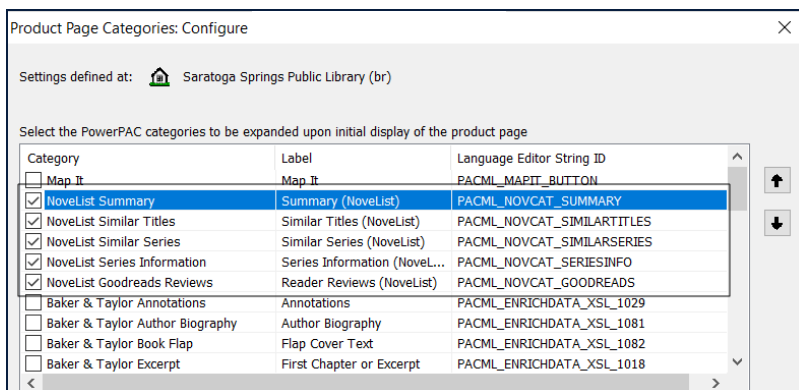 Product Page Categories: Configure
Settings defined at: Saratoga Springs Public Library (br)
Select the PowerPAC categories to be expanded upon initial display of the product page
Category Label Language Editor String ID
Map It Map It PACML_MAPIT_BUTTON
NoveList Summary Summary (NoveList) PACML_NOVCAT_SUMMARY
NoveList Similar Titles Similar Titles (NoveList) PACML_NOVCAT_SIMILARTITLES
NoveList Similar Series Similar Series (NoveList) PACML_NOVCAT_SIMILARSERIES
NoveList Series Information Series Information (NoveL... PACML_NOVCAT_SERIESINFO
NoveList Goodreads Reviews Reader Reviews (NoveList) PACML_NOVCAT_GOODREADS
Baker & Taylor Annotations Annotations PACML_ENRICHDATA_XSL_1029
Baker & Taylor Author Biography Author Biography PACML_ENRICHDATA_XSL_1081
Baker & Taylor Book Flap Flap Cover Text PACML_ENRICHDATA_XSL_1082
Baker & Taylor Excerpt First Chapter or Excerpt PACML_ENRICHDATA_XSL_1018